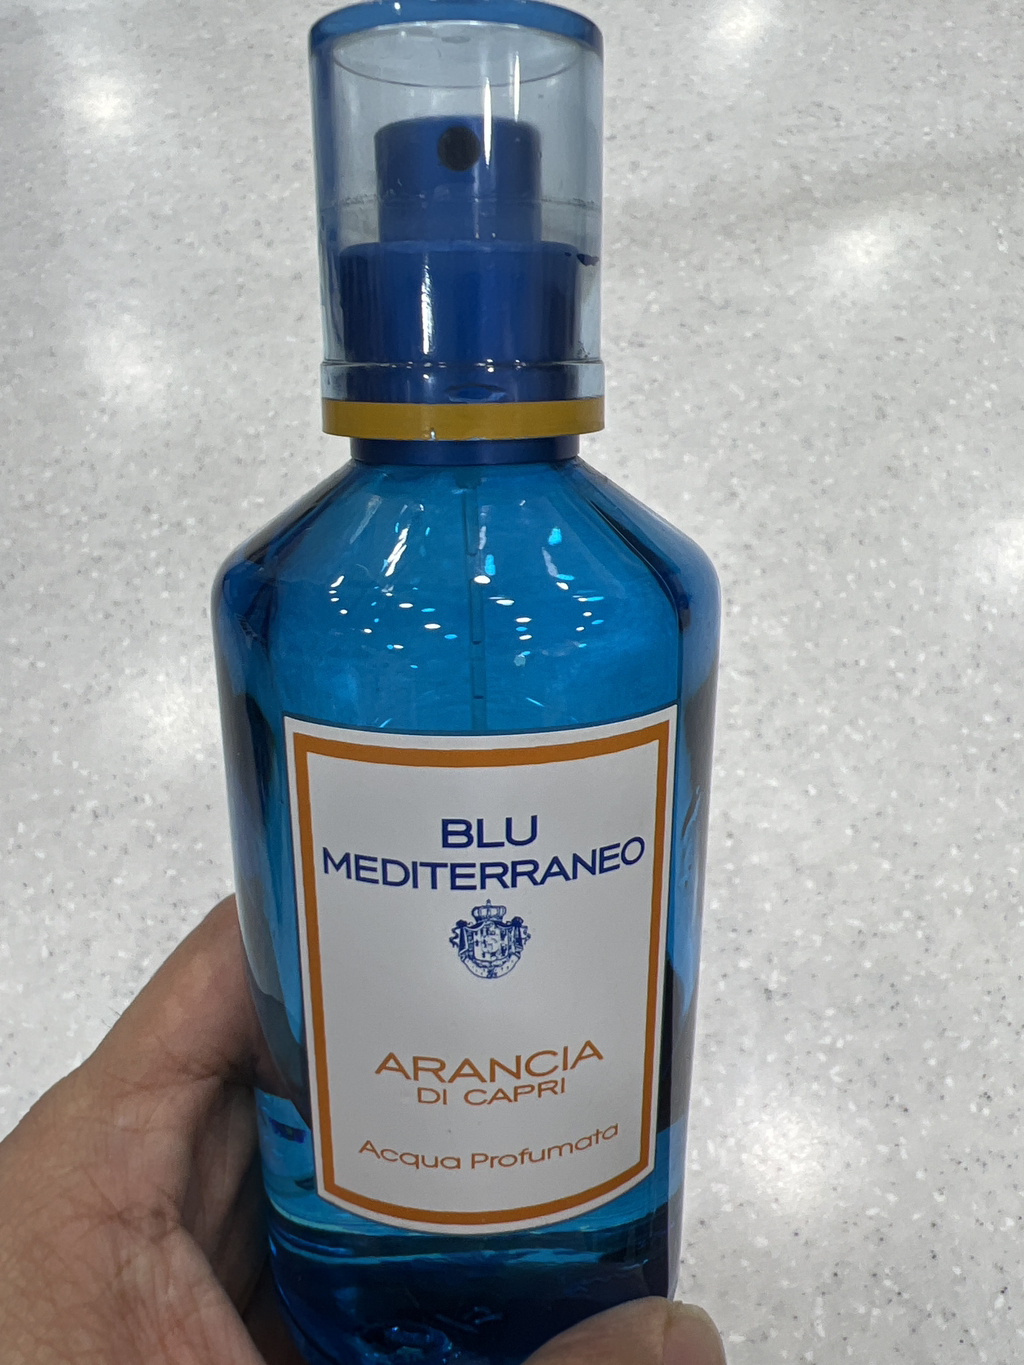 BLU
MEDITERRANEO
ARANCIA
DI CAPRI
Acqua Profumata